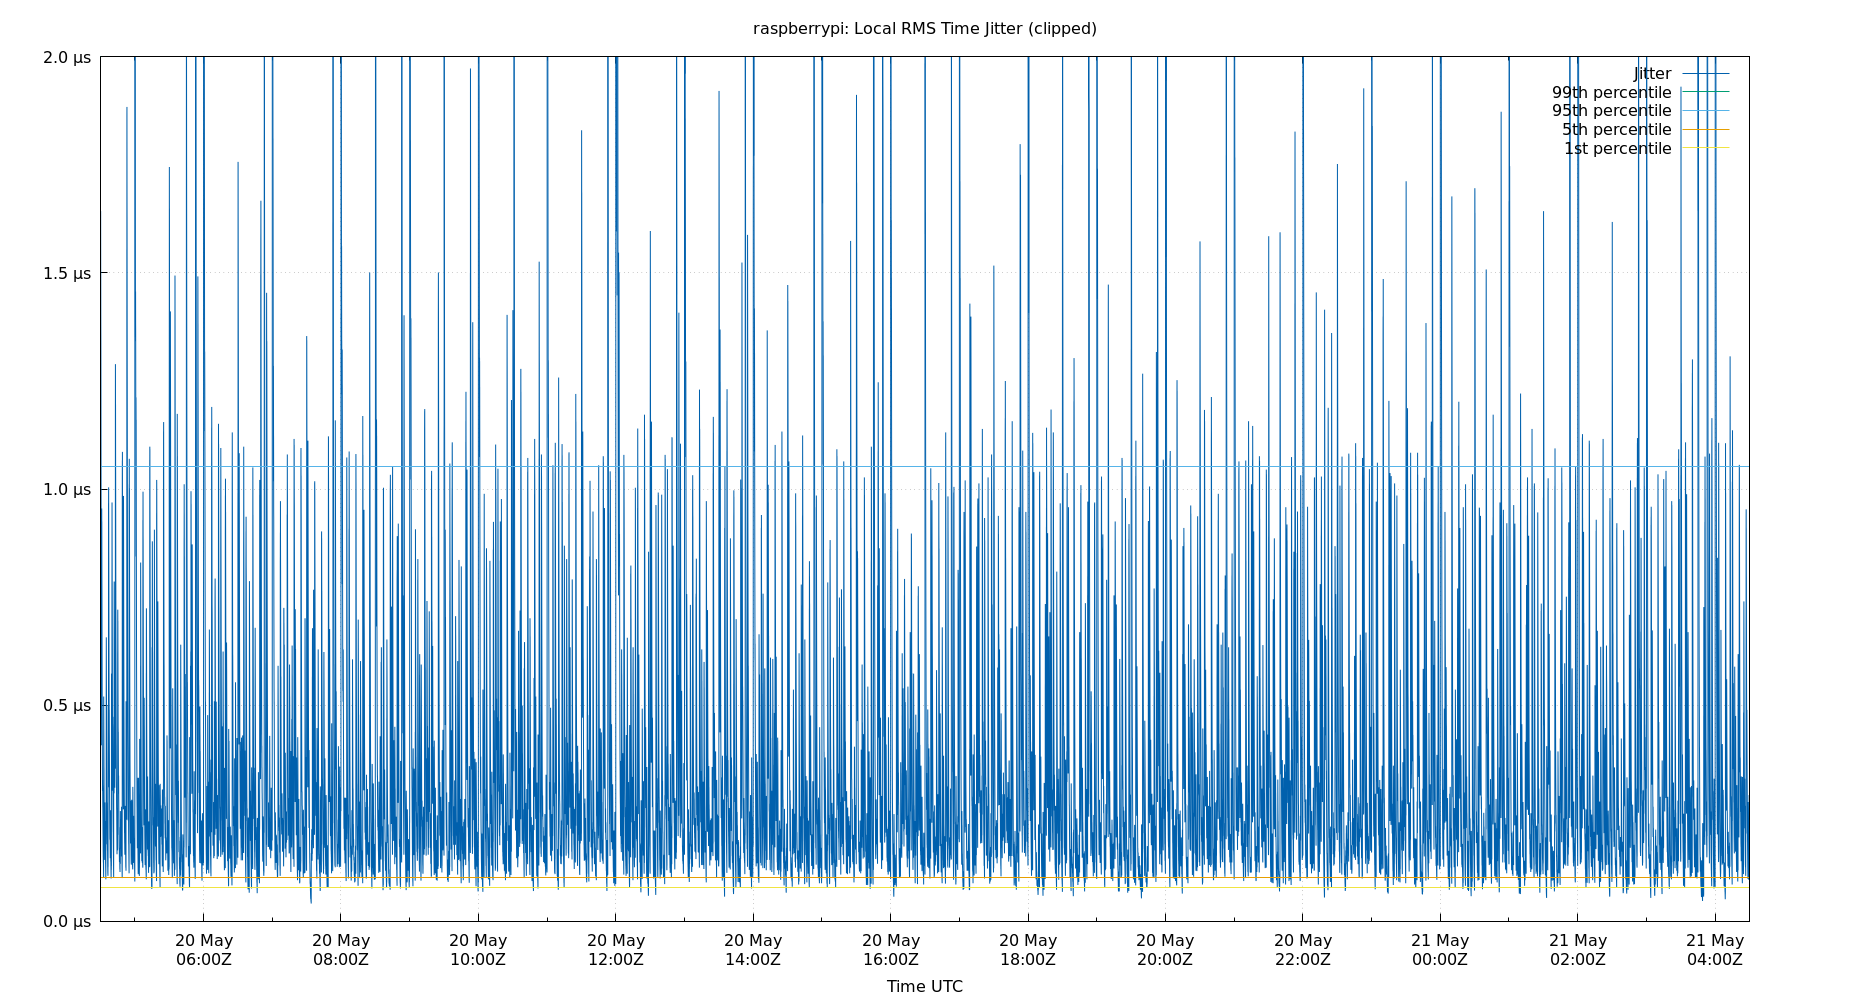 raspberrypi: Local RMS Time Jitter (clipped)
2.0 µs
1.5 µs
1.0 µs
0.5 µs
0.0 µs
Jitter
99th percentile
95th percentile
5th percentile
1st percentile
20 May 20 May 20 May 20 May 20 May 20 May 20 May 20 May 20 May 21 May 21 May 21 May
06:00Z 08:00Z 10:00Z 12:00Z 14:00Z 16:00Z 18:00Z 20:00Z 22:00Z 00:00Z 02:00Z 04:00Z
Time UTC